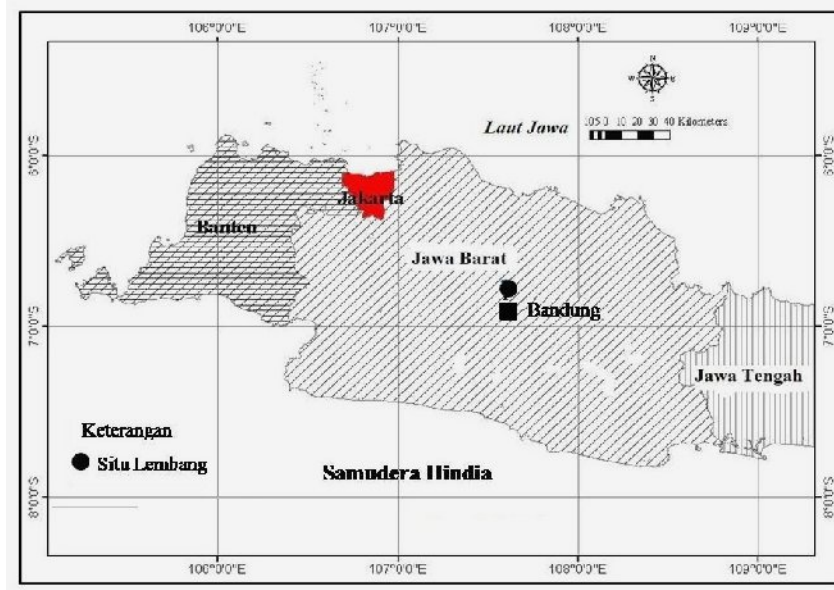 106°0'0"E 107°0'0"E 108°0'0"E 109°0'0"E
N
W E
S
Laut Jawa
105 0 10 20 30 40 Kilometers
6°0'0"S 6°0'0"S
Jakarta
Banten
Jawa Barat
Bandung
7°0'0"S 7°0'0"S
Jawa Tengah
Keterangan
Situ Lembang
Samudera Hindia
8°0'0"S 8°0'0"S
106°0'0"E 107°0'0"E 108°0'0"E 109°0'0"E